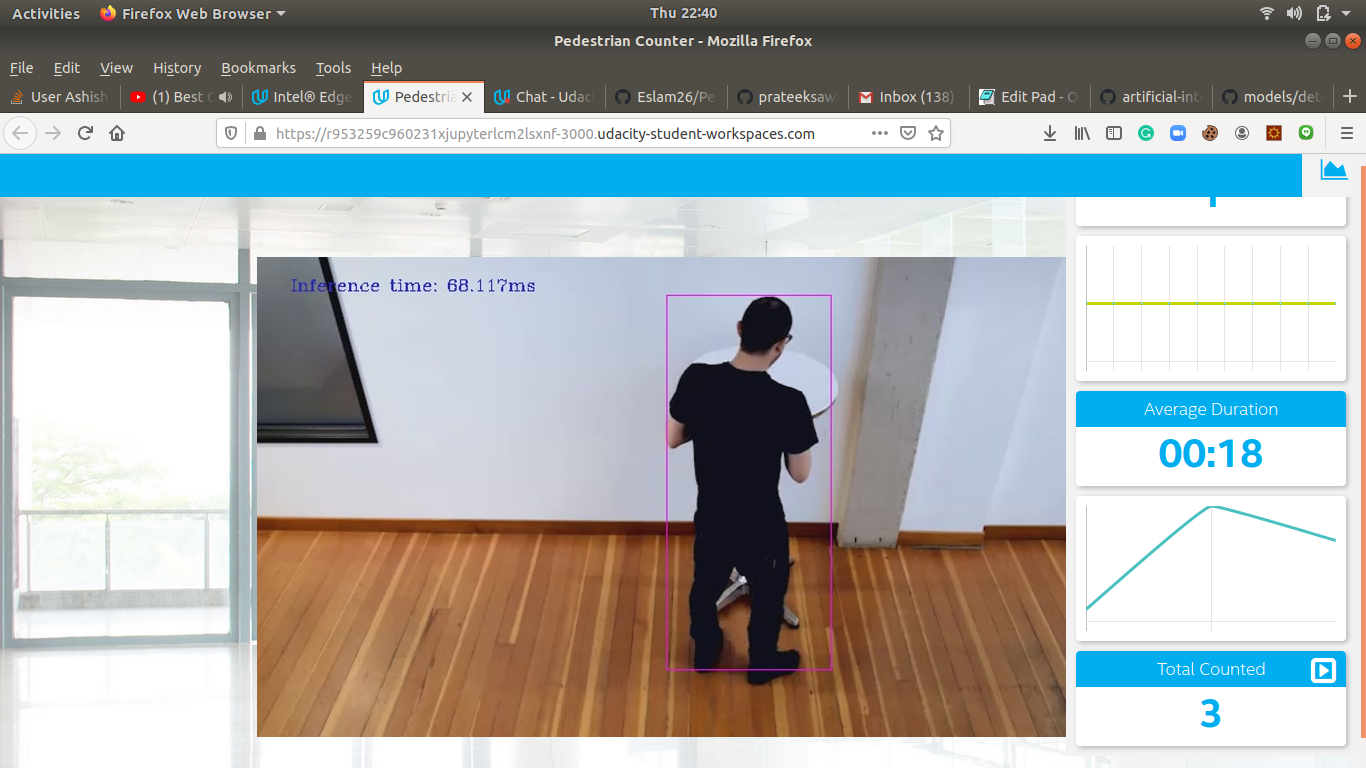 Activities Firefox Web Browser Thu 22:40
Pedestrian Counter - Mozilla Firefox
File Edit View History Bookmarks Tools Help
User Ashish (1) Best Intel® Edge Pedestria Chat - Udac Eslam26/Pe prateeksaw Inbox (138) Edit Pad - O artificial-int models/det
https://r953259c960231xjupyterlcm2lsxnf-3000.udacity-student-workspaces.com
Inference time: 68.117ms
Average Duration
00:18
Total Counted
3